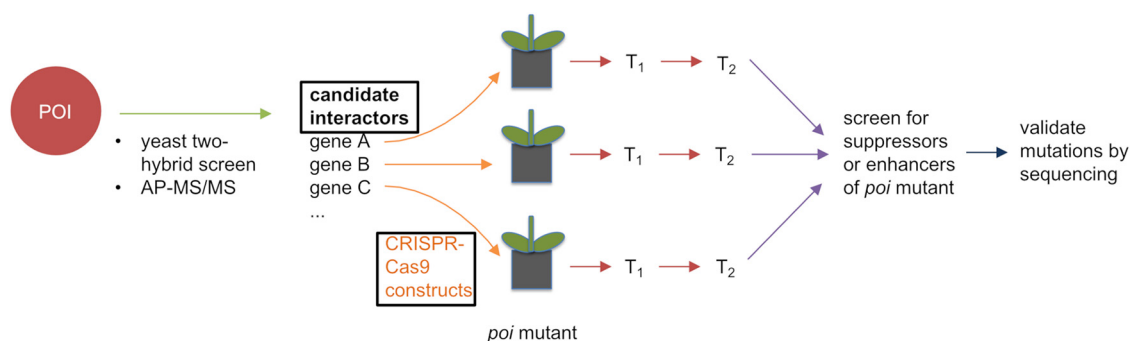 POI
• yeast two-
hybrid screen
• AP-MS/MS
candidate
interactors
gene A
gene B
gene C
...
CRISPR-
Cas9
constructs
poi mutant
T₁
T₂
T₁
T₂
T₁
T₂
screen for
suppressors
or enhancers
of poi mutant
validate
mutations by
sequencing